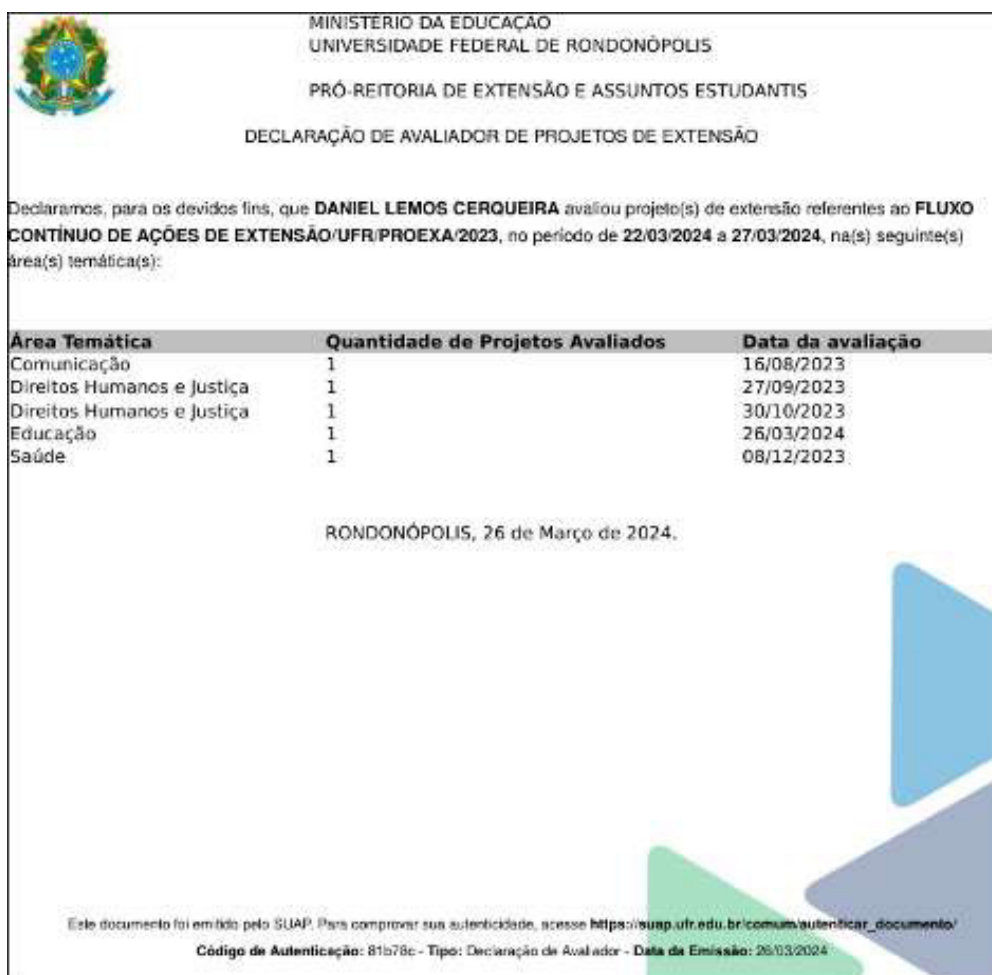 MINISTÉRIO DA EDUCAÇÃO
UNIVERSIDADE FEDERAL DE RONDONÓPOLIS
PRÓ-REITORIA DE EXTENSÃO E ASSUNTOS ESTUDANTIS
DECLARAÇÃO DE AVALIADOR DE PROJETOS DE EXTENSÃO
Declaramos, para os devidos fins, que DANIEL LEMOS CERQUEIRA avaliou projeto(s) de extensão referentes ao FLUXO
CONTÍNUO DE AÇÕES DE EXTENSÃO/UFR/PROEXA/2023, no período de 22/03/2024 a 27/03/2024, na(s) seguinte(s)
área(s) temática(s):
Área Temática Quantidade de Projetos Avaliados Data da avaliação
Comunicação 1 16/08/2023
Direitos Humanos e Justiça 1 27/09/2023
Direitos Humanos e Justiça 1 30/10/2023
Educação 1 26/03/2024
Saúde 1 08/12/2023
RONDONÓPOLIS, 26 de Março de 2024.
Este documento foi emitido pelo SUAP. Para comprovar sua autenticidade, acesse https://suap.ufr.edu.br/comum/autenticar_documento/
Código de Autenticação: 81b78c - Tipo: Declaração de Avaliador - Data da Emissão: 26/03/2024